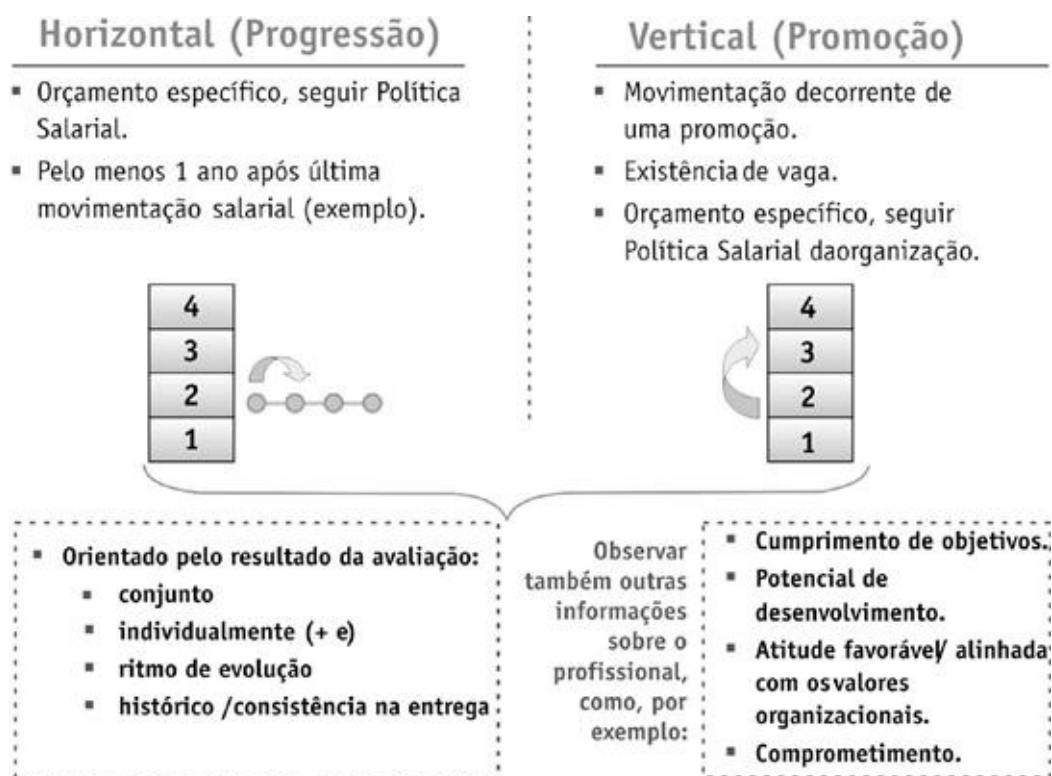 Horizontal (Progressão)
▪ Orçamento específico, seguir Política
Salarial.
▪ Pelo menos 1 ano após última
movimentação salarial (exemplo).
4
3
2
1
Vertical (Promoção)
▪ Movimentação decorrente de
uma promoção.
▪ Existência de vaga.
▪ Orçamento específico, seguir
Política Salarial daorganização.
4
3
2
1
▪ Orientado pelo resultado da avaliação:
▪ conjunto
▪ individualmente (+ e)
▪ ritmo de evolução
▪ histórico /consistência na entrega
Observar
também outras
informações
sobre o
profissional,
como, por
exemplo:
▪ Cumprimento de objetivos.
▪ Potencial de
desenvolvimento.
▪ Atitude favorável/ alinhada
com osvalores
organizacionais.
▪ Comprometimento.